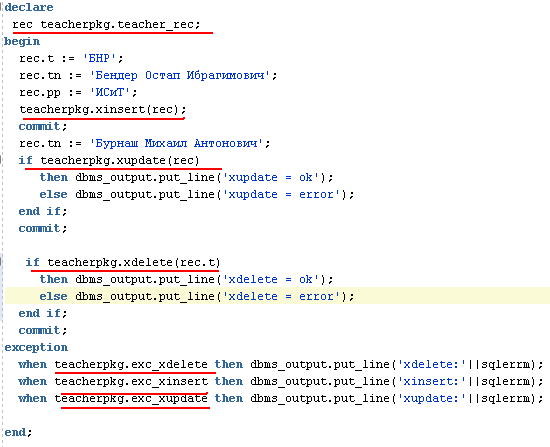 declare
rec teacherpkg.teacher_rec;
begin
rec.t := 'БНР';
rec.tn := 'Бендер Остап Ибрагимович';
rec.pp := 'ИСиТ';
teacherpkg.xinsert(rec);
commit;
rec.tn := 'Бурнаш Михаил Антонович';
if teacherpkg.xupdate(rec)
then dbms_output.put_line('xupdate = ok');
else dbms_output.put_line('xupdate = error');
end if;
commit;
if teacherpkg.xdelete(rec.t)
then dbms_output.put_line('xdelete = ok');
else dbms_output.put_line('xdelete = error');
end if;
commit;
exception
when teacherpkg.exc_xdelete then dbms_output.put_line('xdelete:'||sqlerrm);
when teacherpkg.exc_xinsert then dbms_output.put_line('xinsert:'||sqlerrm);
when teacherpkg.exc_xupdate then dbms_output.put_line('xupdate:'||sqlerrm);
end;